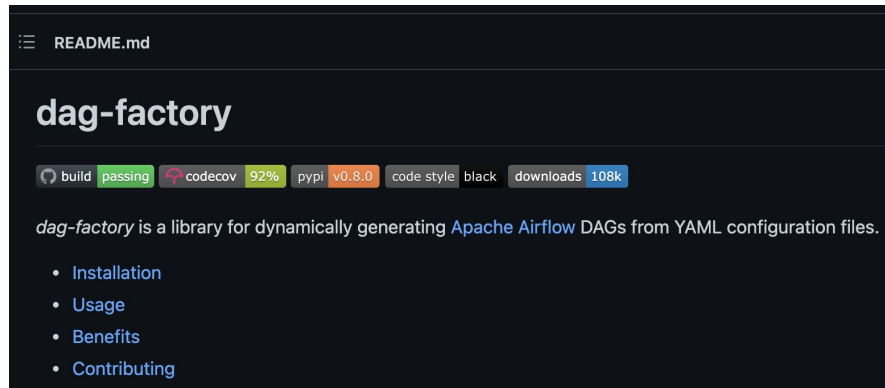 README.md
dag-factory
build passing codecov 92% pypi v0.8.0 code style black downloads 108k
dag-factory is a library for dynamically generating Apache Airflow DAGs from YAML configuration files.
• Installation
• Usage
• Benefits
• Contributing